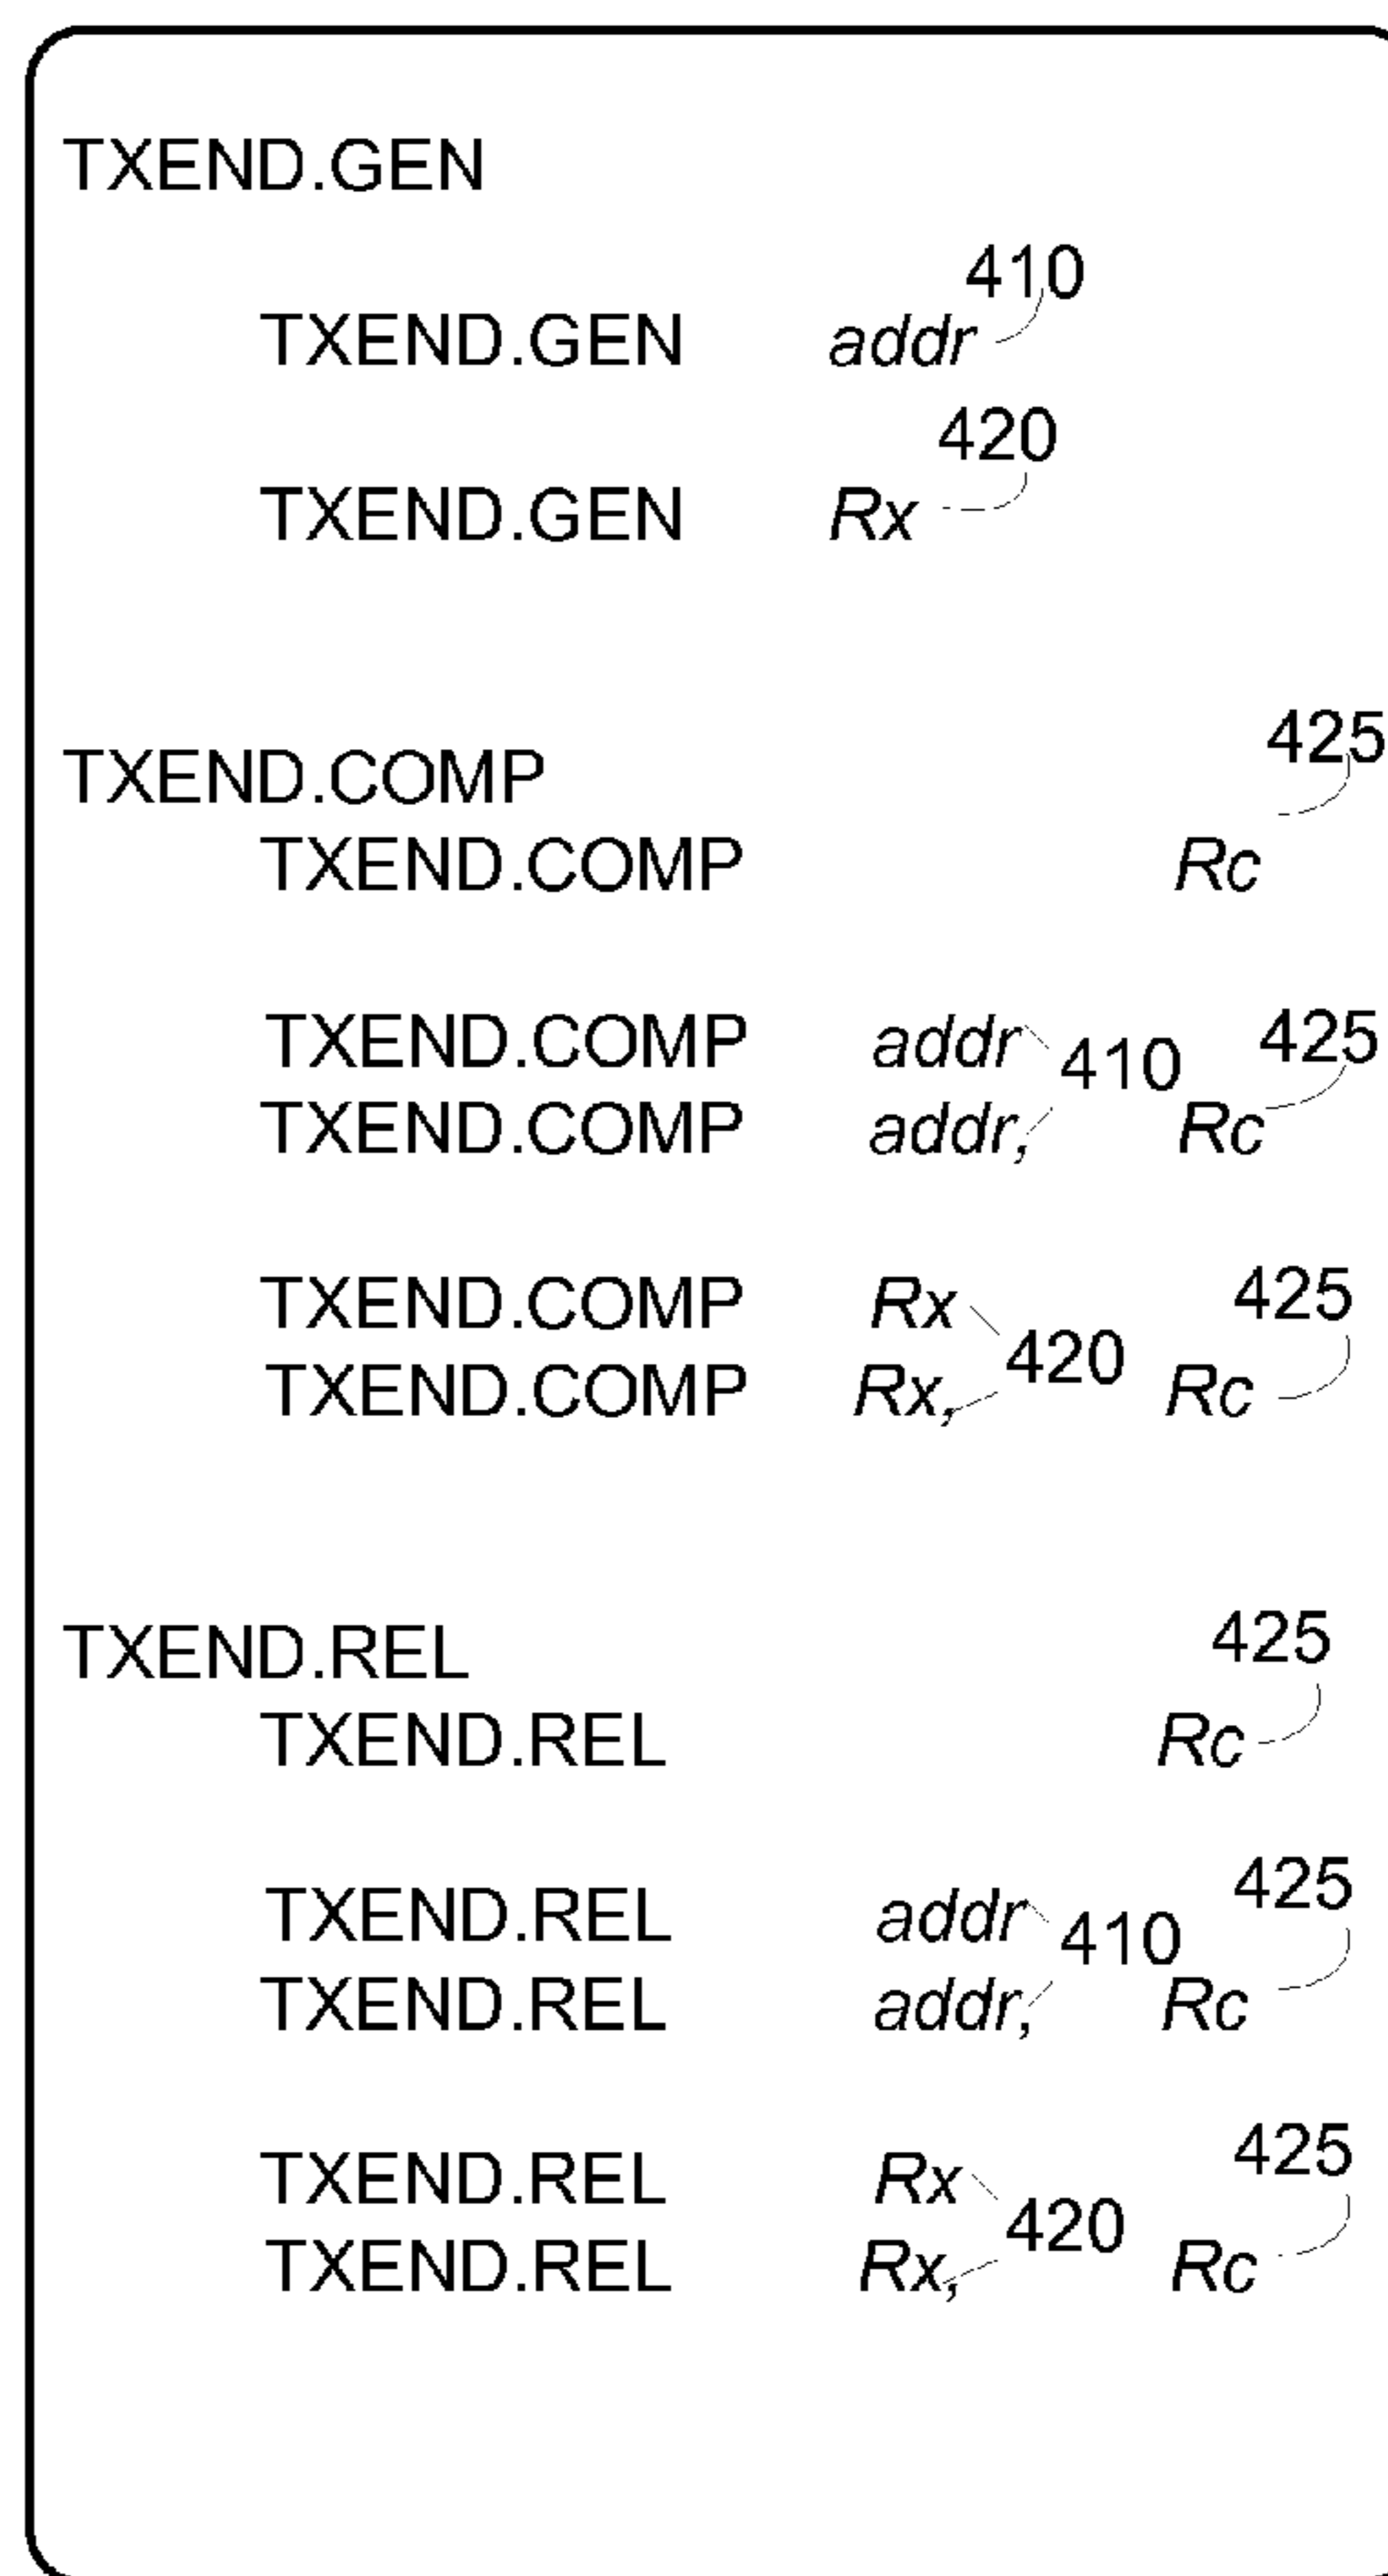 TXEND.GEN
410
TXEND.GEN addr
420
TXEND.GEN Rx
425
TXEND.COMP
TXEND.COMP Rc
TXEND.COMP addr 410 425
TXEND.COMP addr, Rc
TXEND.COMP Rx 420 425
TXEND.COMP Rx, Rc
TXEND.REL 425
TXEND.REL Rc
TXEND.REL addr 410 425
TXEND.REL addr, Rc
TXEND.REL Rx 420 425
TXEND.REL Rx, Rc